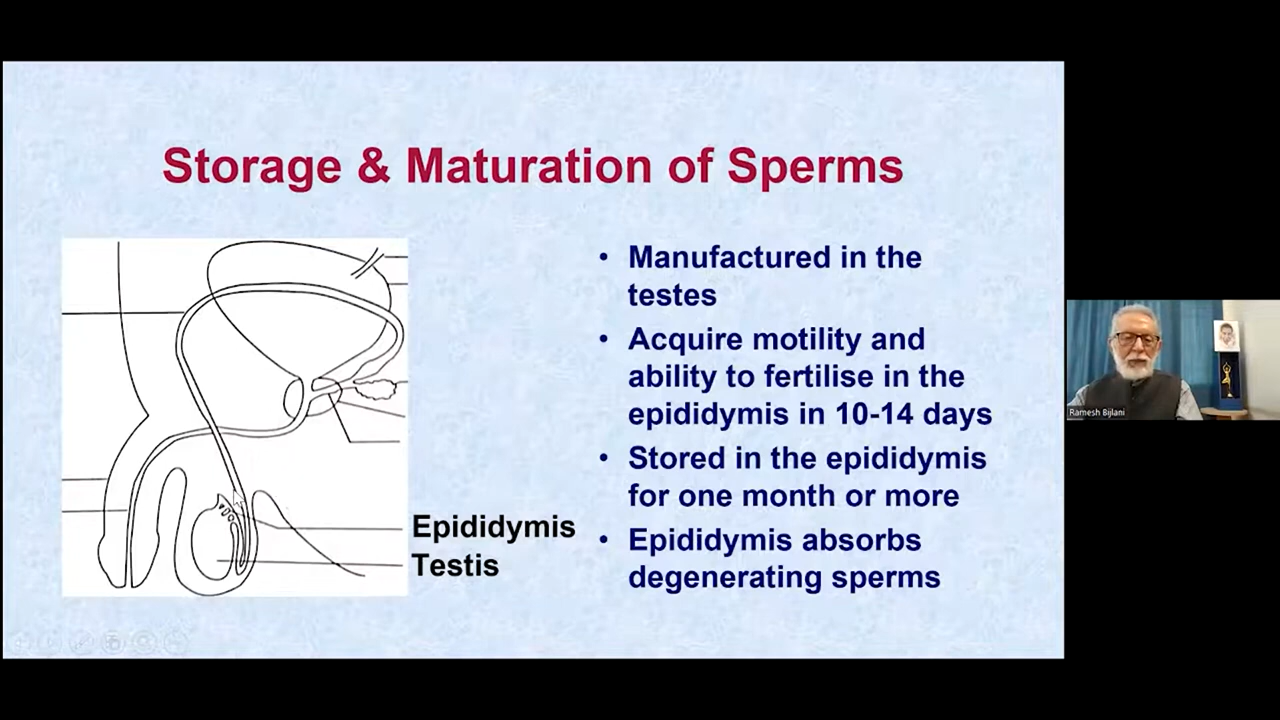 Storage & Maturation of Sperms
• Manufactured in the
testes
• Acquire motility and
ability to fertilise in the
epididymis in 10-14 days
• Stored in the epididymis
for one month or more
• Epididymis absorbs
degenerating sperms
Epididymis
Testis
Ramesh Bijlani